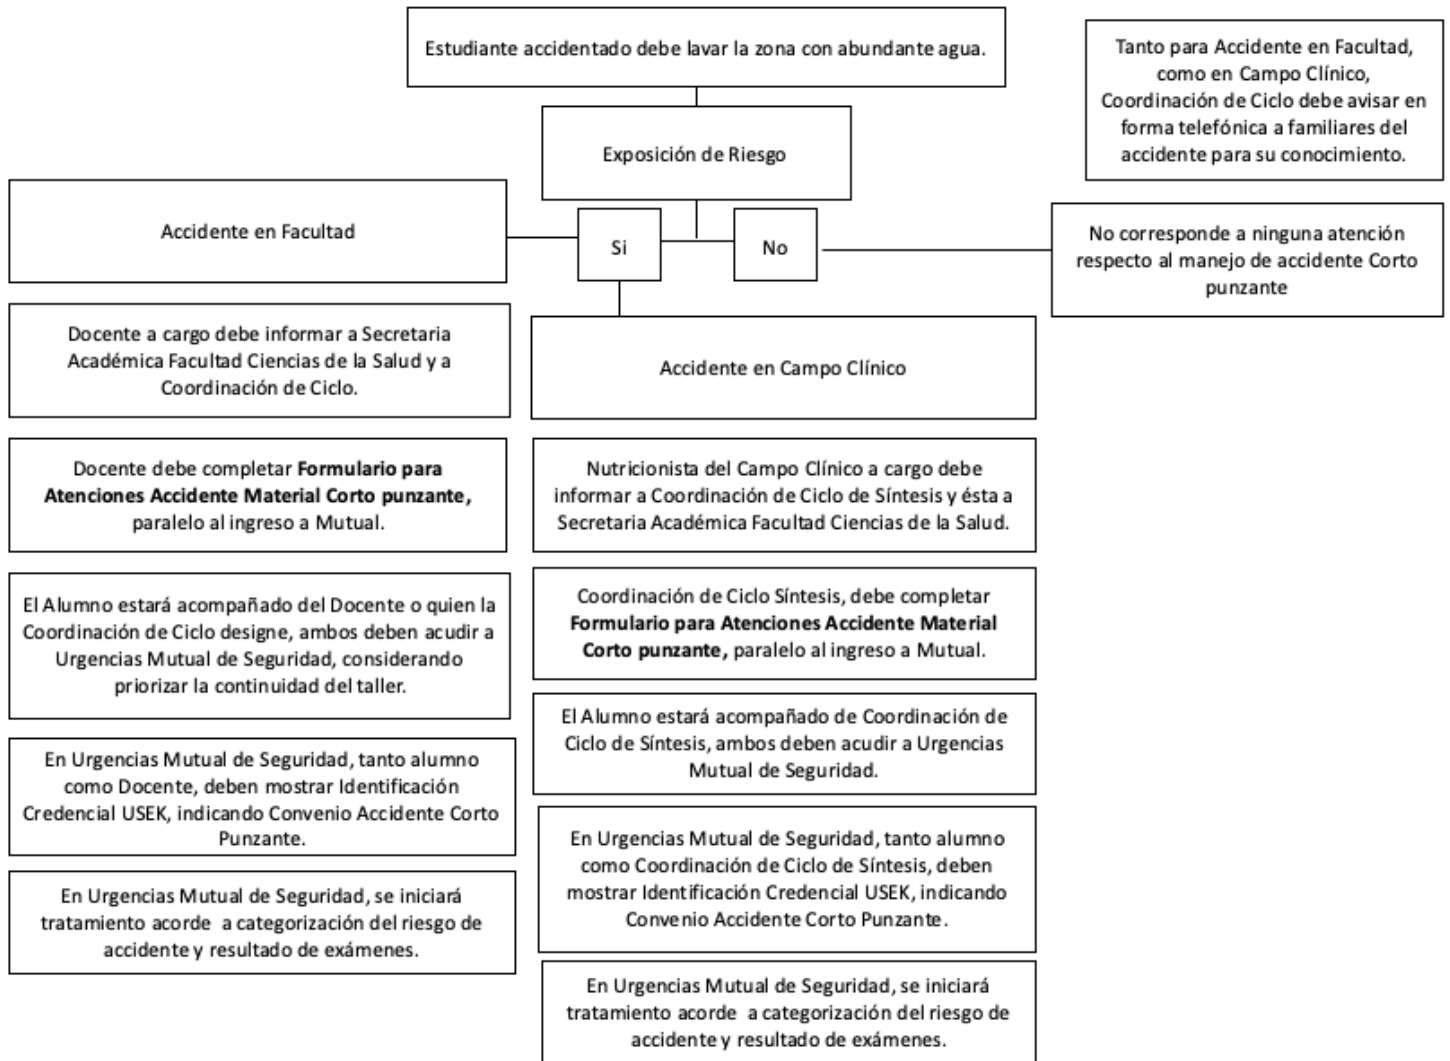 Estudiante accidentado debe lavar la zona con abundante agua.
Tanto para Accidente en Facultad,
como en Campo Clínico,
Coordinación de Ciclo debe avisar en
forma telefónica a familiares del
accidente para su conocimiento.
Exposición de Riesgo
Accidente en Facultad
Si
No
No corresponde a ninguna atención
respecto al manejo de accidente Corto
punzante
Docente a cargo debe informar a Secretaria
Académica Facultad Ciencias de la Salud y a
Coordinación de Ciclo.
Docente debe completar Formulario para
Atenciones Accidente Material Corto punzante,
paralelo al ingreso a Mutual.
El Alumno estará acompañado del Docente o quien la
Coordinación de Ciclo designe, ambos deben acudir a
Urgencias Mutual de Seguridad, considerando
priorizar la continuidad del taller.
En Urgencias Mutual de Seguridad, tanto alumno
como Docente, deben mostrar Identificación
Credencial USEK, indicando Convenio Accidente Corto
Punzante.
En Urgencias Mutual de Seguridad, se iniciará
tratamiento acorde  a categorización del riesgo de
accidente y resultado de exámenes.
Accidente en Campo Clínico
Nutricionista del Campo Clínico a cargo debe
informar a Coordinación de Ciclo de Síntesis y ésta a
Secretaria Académica Facultad Ciencias de la Salud.
Coordinación de Ciclo Síntesis, debe completar
Formulario para Atenciones Accidente Material
Corto punzante, paralelo al ingreso a Mutual.
El Alumno estará acompañado de Coordinación de
Ciclo de Síntesis, ambos deben acudir a Urgencias
Mutual de Seguridad.
En Urgencias Mutual de Seguridad, tanto alumno
como Coordinación de Ciclo de Síntesis, deben
mostrar Identificación Credencial USEK, indicando
Convenio Accidente Corto Punzante.
En Urgencias Mutual de Seguridad, se iniciará
tratamiento acorde  a categorización del riesgo de
accidente y resultado de exámenes.